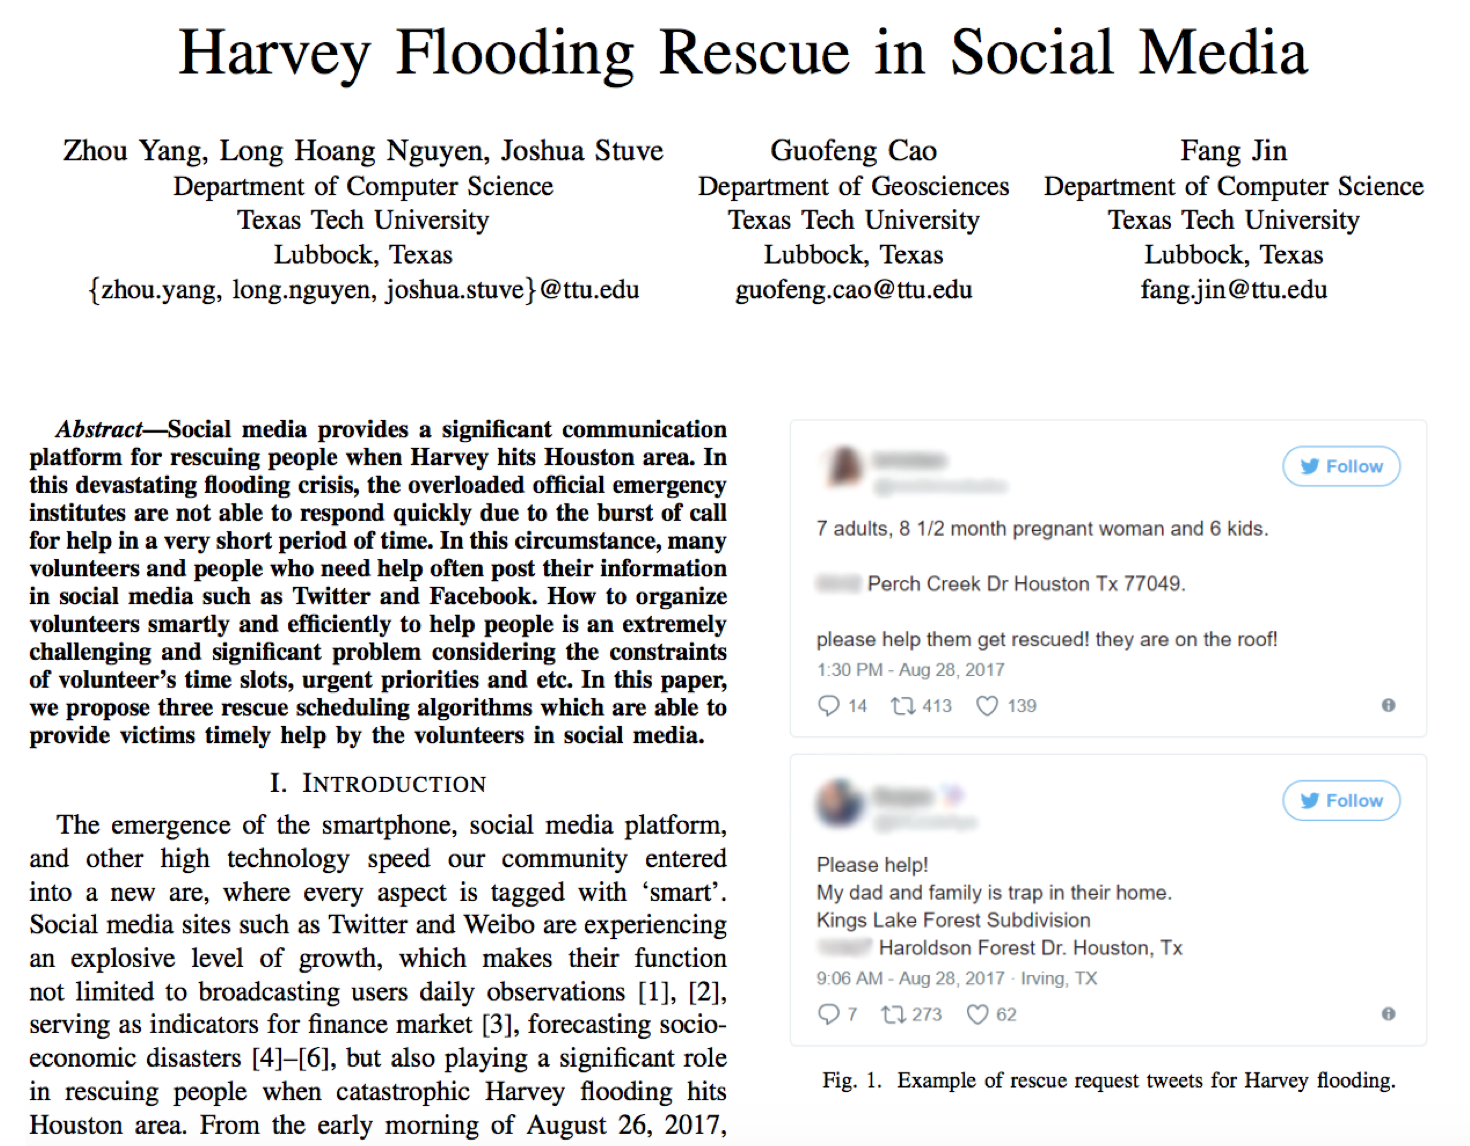 Harvey Flooding Rescue in Social Media
Zhou Yang, Long Hoang Nguyen, Joshua Stuve
Department of Computer Science
Texas Tech University
Lubbock, Texas
{zhou.yang, long.nguyen, joshua.stuve}@ttu.edu
Guofeng Cao
Department of Geosciences
Texas Tech University
Lubbock, Texas
guofeng.cao@ttu.edu
Fang Jin
Department of Computer Science
Texas Tech University
Lubbock, Texas
fang.jin@ttu.edu
Abstract—Social media provides a significant communication
platform for rescuing people when Harvey hits Houston area. In
this devastating flooding crisis, the overloaded official emergency
institutes are not able to respond quickly due to the burst of call
for help in a very short period of time. In this circumstance, many
volunteers and people who need help often post their information
in social media such as Twitter and Facebook. How to organize
volunteers smartly and efficiently to help people is an extremely
challenging and significant problem considering the constraints
of volunteer's time slots, urgent priorities and etc. In this paper,
we propose three rescue scheduling algorithms which are able to
provide victims timely help by the volunteers in social media.
I. INTRODUCTION
The emergence of the smartphone, social media platform,
and other high technology speed our community entered
into a new are, where every aspect is tagged with 'smart'.
Social media sites such as Twitter and Weibo are experiencing
an explosive level of growth, which makes their function
not limited to broadcasting users daily observations [1], [2],
serving as indicators for finance market [3], forecasting socio-
economic disasters [4]–[6], but also playing a significant role
in rescuing people when catastrophic Harvey flooding hits
Houston area. From the early morning of August 26, 2017,
Follow
7 adults, 8 1/2 month pregnant woman and 6 kids.
Perch Creek Dr Houston Tx 77049.
please help them get rescued! they are on the roof!
1:30 PM - Aug 28, 2017
14 413 139
Follow
Please help!
My dad and family is trap in their home.
Kings Lake Forest Subdivision
Haroldson Forest Dr. Houston, Tx
9:06 AM - Aug 28, 2017 · Irving, TX
7 273 62
Fig. 1. Example of rescue request tweets for Harvey flooding.